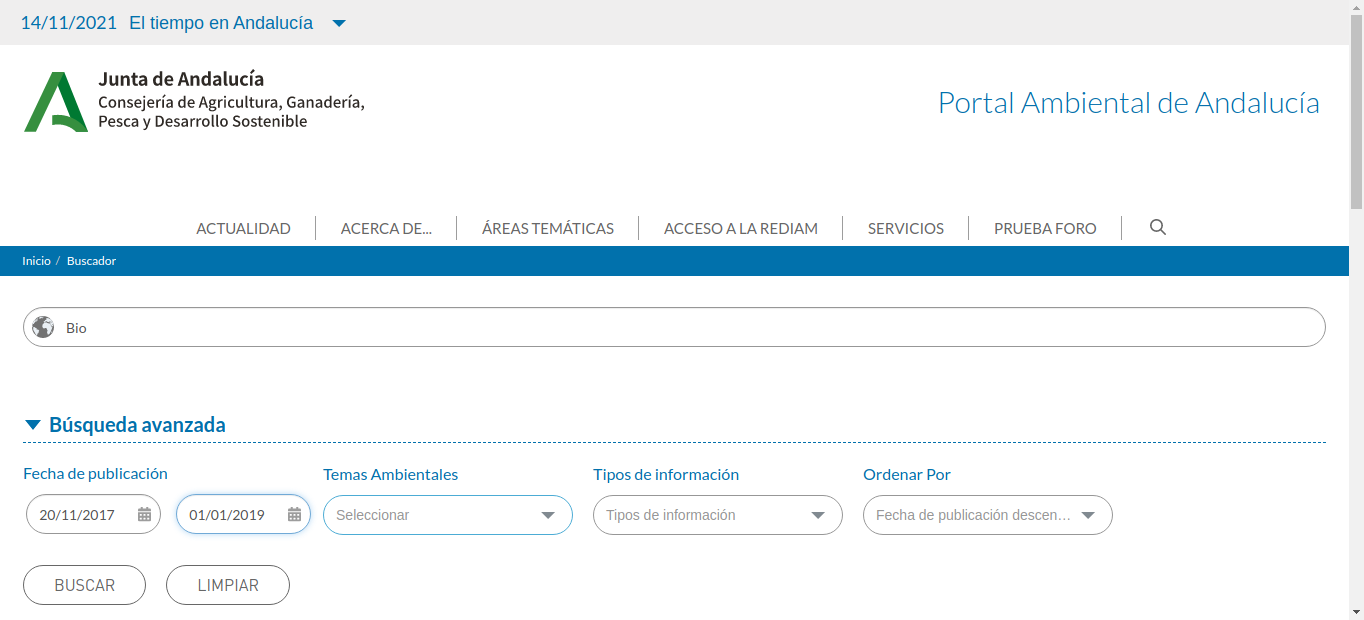 14/11/2021 El tiempo en Andalucía
Junta de Andalucía
Consejería de Agricultura, Ganadería,
Pesca y Desarrollo Sostenible
Portal Ambiental de Andalucía
ACTUALIDAD ACERCA DE... ÁREAS TEMÁTICAS ACCESO A LA REDIAM SERVICIOS PRUEBA FORO
Inicio / Buscador
Bio
Búsqueda avanzada
Fecha de publicación Temas Ambientales Tipos de información Ordenar Por
20/11/2017 01/01/2019 Seleccionar Tipos de información Fecha de publicación descen...
BUSCAR LIMPIAR